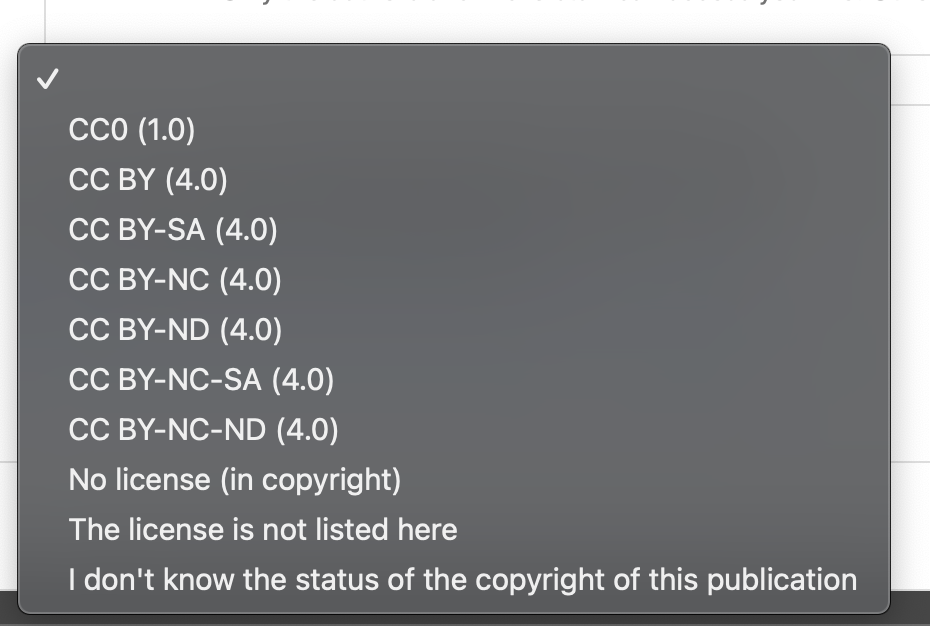 CC0 (1.0)
CC BY (4.0)
CC BY-SA (4.0)
CC BY-NC (4.0)
CC BY-ND (4.0)
CC BY-NC-SA (4.0)
CC BY-NC-ND (4.0)
No license (in copyright)
The license is not listed here
I don't know the status of the copyright of this publication